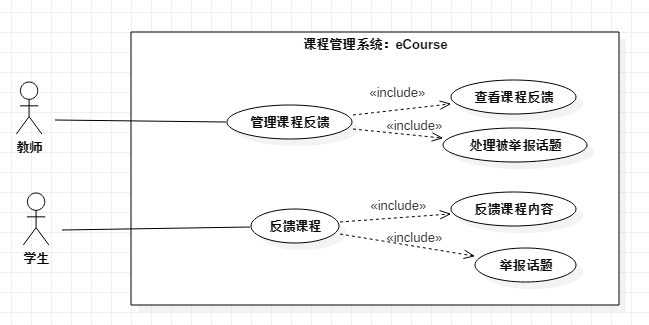 课程管理系统：eCourse
«include»
查看课程反馈
管理课程反馈
«include»
处理被举报话题
教师
«include»
反馈课程内容
反馈课程
«include»
举报话题
学生